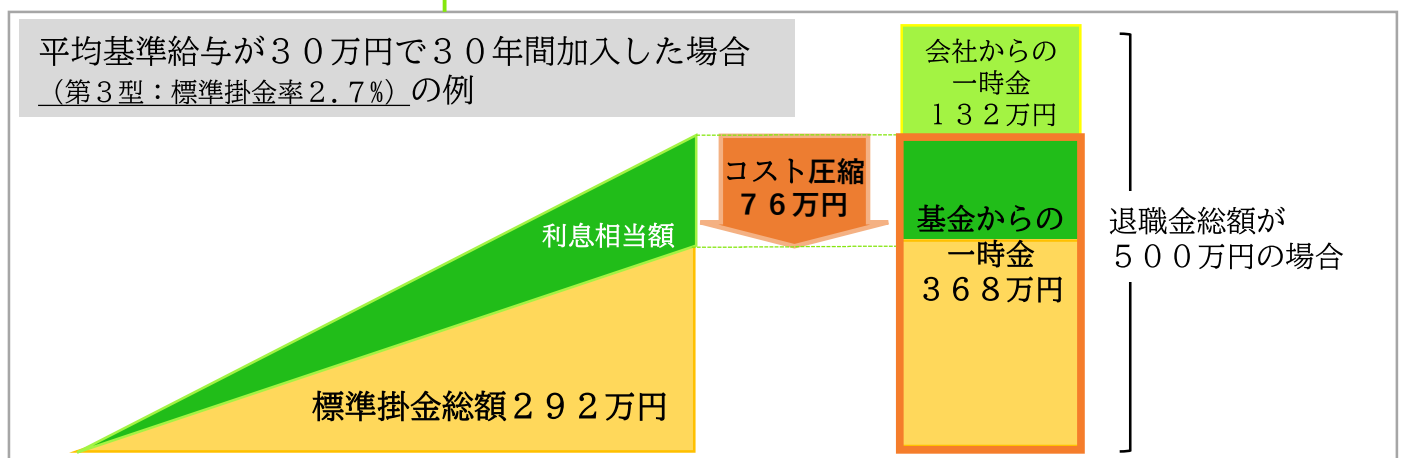 平均基準給与が３０万円で３０年間加入した場合
（第３型：標準掛金率２.７%）の例
会社からの
一時金
１３２万円
コスト圧縮
７６万円
利息相当額
基金からの
一時金
３６８万円
退職金総額が
５００万円の場合
標準掛金総額２９２万円